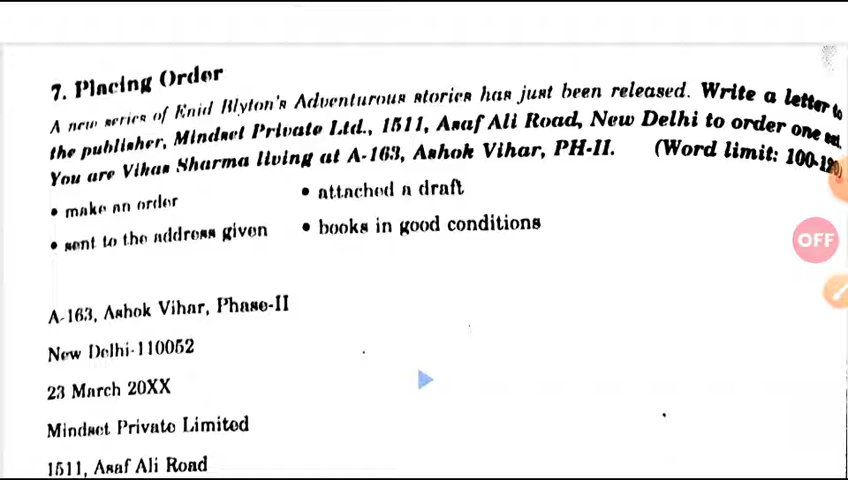 7. Placing Order
A new series of Enid Blyton's Adventurous stories has just been released. Write a letter to
the publisher, Mindset Private Ltd., 1511, Asaf Ali Road, New Delhi to order one set.
You are Vihas Sharma living at A-163, Ashok Vihar, PH-II. (Word limit: 100-120)
• make an order • attached a draft
• sent to the address given • books in good conditions
A-163, Ashok Vihar, Phase-II
New Delhi-110052
23 March 20XX
Mindset Private Limited
1511, Asaf Ali Road
OFF